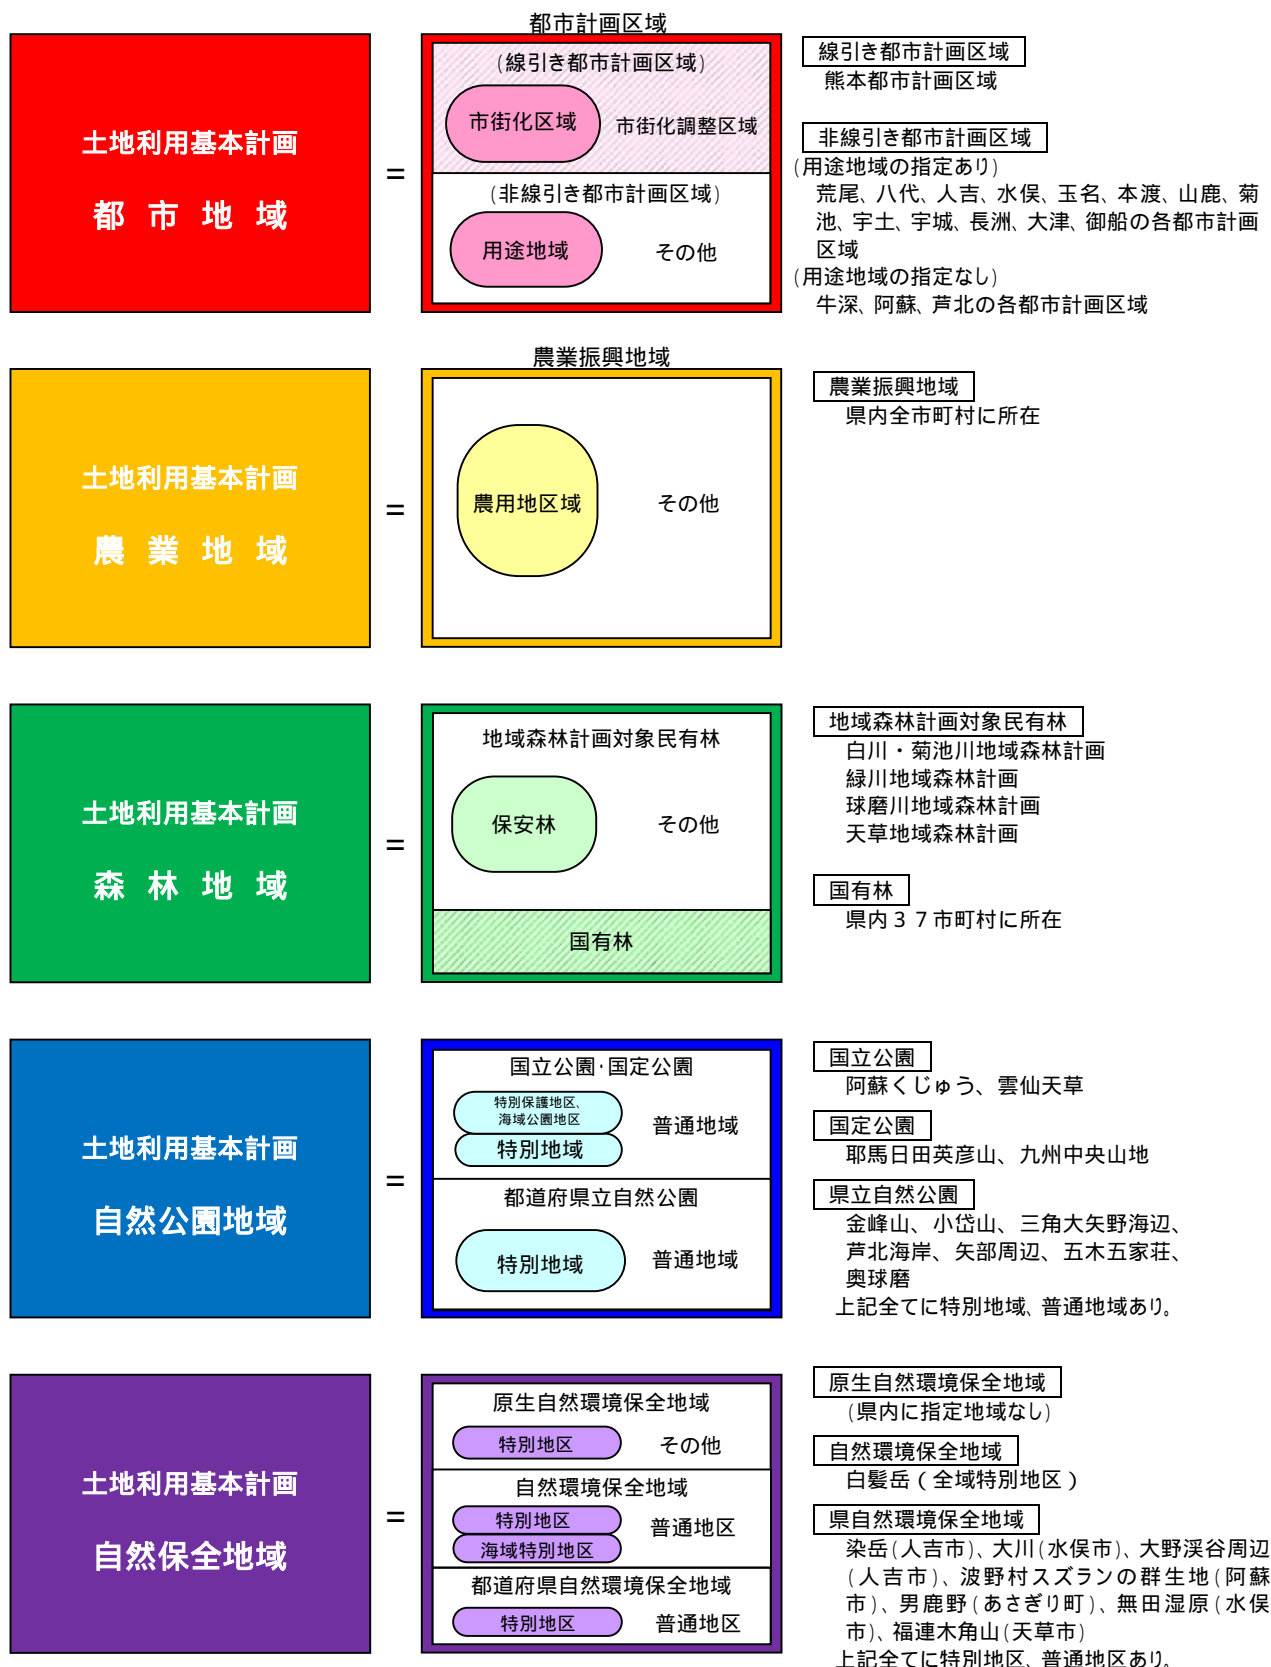 都市計画区域
土地利用基本計画
都市地域
=
(線引き都市計画区域)
市街化区域
市街化調整区域
(非線引き都市計画区域)
用途地域
その他
線引き都市計画区域
熊本都市計画区域
非線引き都市計画区域
(用途地域の指定あり)
荒尾、八代、人吉、水俣、玉名、本渡、山鹿、菊
池、宇土、宇城、長洲、大津、御船の各都市計画
区域
(用途地域の指定なし)
牛深、阿蘇、芦北の各都市計画区域
農業振興地域
土地利用基本計画
農業地域
=
農用地区域
その他
農業振興地域
県内全市町村に所在
土地利用基本計画
森林地域
=
地域森林計画対象民有林
保安林
その他
国有林
地域森林計画対象民有林
白川・菊池川地域森林計画
緑川地域森林計画
球磨川地域森林計画
天草地域森林計画
国有林
県内37市町村に所在
土地利用基本計画
自然公園地域
=
国立公園・国定公園
特別保護地区、
海域公園地区
特別地域
普通地域
都道府県立自然公園
特別地域
普通地域
国立公園
阿蘇くじゅう、雲仙天草
国定公園
耶馬日田英彦山、九州中央山地
県立自然公園
金峰山、小岱山、三角大矢野海辺、
芦北海岸、矢部周辺、五木五家荘、
奥球磨
上記全てに特別地域、普通地域あり。
土地利用基本計画
自然保全地域
=
原生自然環境保全地域
特別地区
その他
自然環境保全地域
特別地区
海域特別地区
普通地区
都道府県自然環境保全地域
特別地区
普通地区
原生自然環境保全地域
(県内に指定地域なし)
自然環境保全地域
白髪岳(全域特別地区)
県自然環境保全地域
染岳(人吉市)、大川(水俣市)、大野渓谷周辺
(人吉市)、波野村スズランの群生地(阿蘇
市)、男鹿野(あさぎり町)、無田湿原(水俣
市)、福連木角山(天草市)
上記全てに特別地区、普通地区あり。